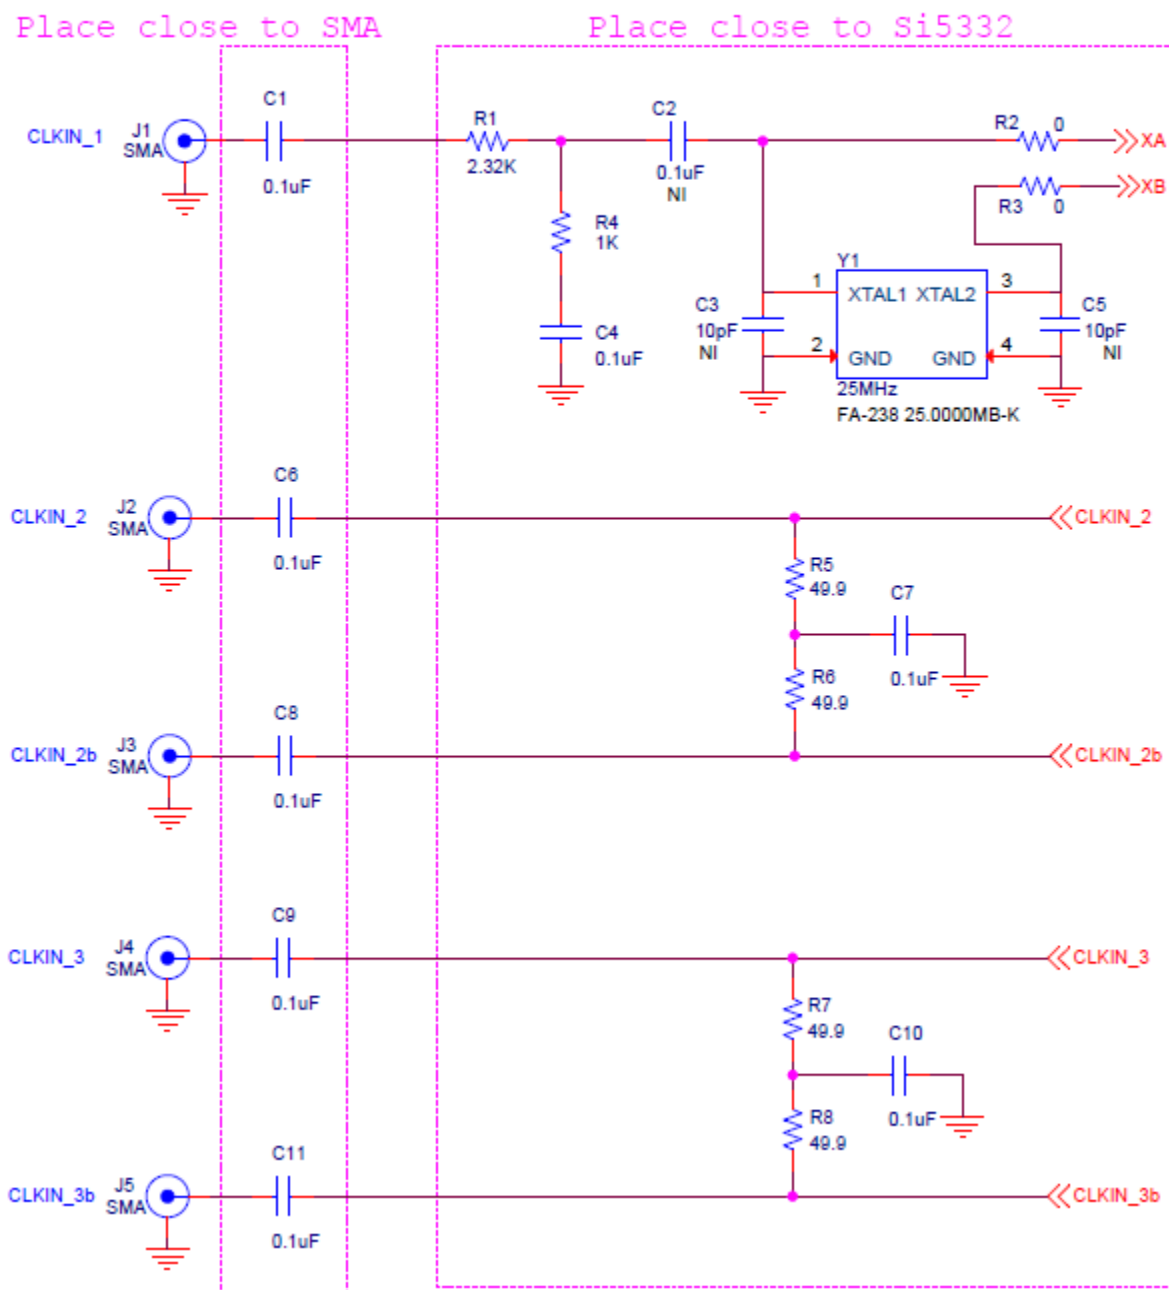 Place close to SMA
Place close to Si5332
CLKIN_1
J1
SMA
C1
0.1uF
R1
2.32K
C2
0.1uF
NI
R2
0
XA
R3
0
XB
R4
1K
C4
0.1uF
Y1
1
XTAL1 XTAL2
3
C3
10pF
NI
2
GND
GND
4
C5
10pF
NI
25MHz
FA-238 25.0000MB-K
CLKIN_2
J2
SMA
C6
0.1uF
CLKIN_2
R5
49.9
C7
0.1uF
R6
49.9
CLKIN_2b
J3
SMA
C8
0.1uF
CLKIN_2b
CLKIN_3
J4
SMA
C9
0.1uF
CLKIN_3
R7
49.9
C10
0.1uF
R8
49.9
CLKIN_3b
J5
SMA
C11
0.1uF
CLKIN_3b